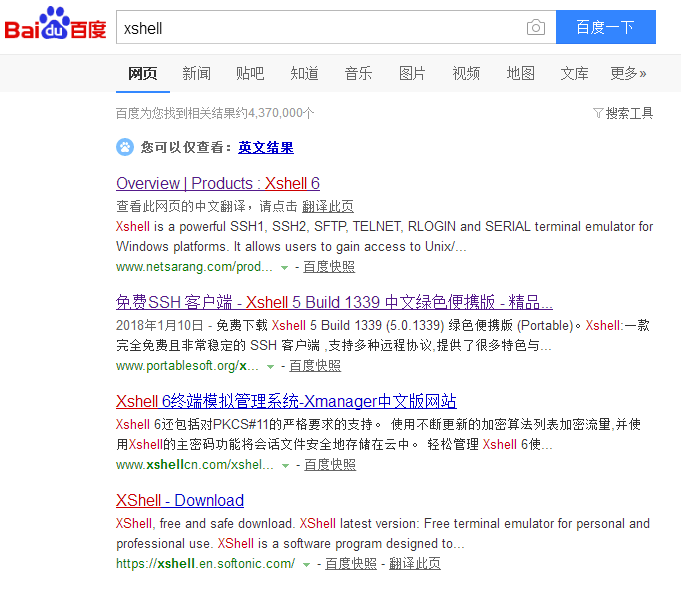 Bai du 百度 xshell 百度一下
网页 新闻 贴吧 知道 音乐 图片 视频 地图 文库 更多»
百度为您找到相关结果约4,370,000个 搜索工具
您可以仅查看：英文结果
Overview | Products : Xshell 6
查看此网页的中文翻译，请点击 翻译此页
Xshell is a powerful SSH1, SSH2, SFTP, TELNET, RLOGIN and SERIAL terminal emulator for
Windows platforms. It allows users to gain access to Unix/...
www.netsarang.com/prod... - 百度快照
免费SSH 客户端 - Xshell 5 Build 1339 中文绿色便携版 - 精品...
2018年1月10日 - 免费下载 Xshell 5 Build 1339 (5.0.1339) 绿色便携版 (Portable)。Xshell:一款
完全免费且非常稳定的 SSH 客户端 ,支持多种远程协议,提供了很多特色与...
www.portablesoft.org/x... - 百度快照
Xshell 6终端模拟管理系统-Xmanager中文版网站
Xshell 6还包括对PKCS#11的严格要求的支持。 使用不断更新的加密算法列表加密流量,并使
用Xshell的主密码功能将会话文件安全地存储在云中。 轻松管理 Xshell 6使...
www.xshellcn.com/xshel... - 百度快照
XShell - Download
XShell, free and safe download. XShell latest version: Free terminal emulator for personal and
professional use. XShell is a software program designed to...
https://xshell.en.softonic.com/ - 百度快照 - 翻译此页